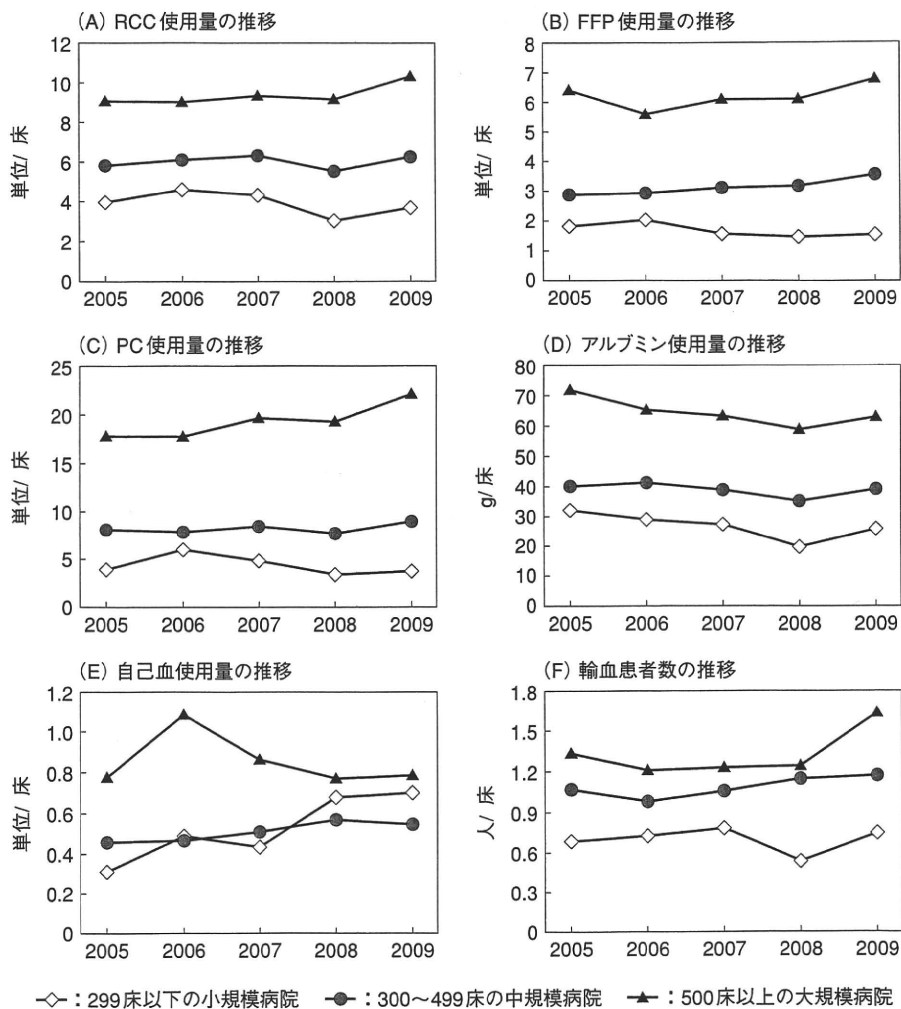 (A) RCC使用量の推移
12
10
8
6
4
2
0
単位/床
2005 2006 2007 2008 2009
(B) FFP使用量の推移
8
7
6
5
4
3
2
1
0
単位/床
2005 2006 2007 2008 2009
(C) PC使用量の推移
25
20
15
10
5
0
単位/床
2005 2006 2007 2008 2009
(D) アルブミン使用量の推移
80
70
60
50
40
30
20
10
0
g/床
2005 2006 2007 2008 2009
(E) 自己血使用量の推移
1.2
1.0
0.8
0.6
0.4
0.2
0
単位/床
2005 2006 2007 2008 2009
(F) 輸血患者数の推移
1.8
1.5
1.2
0.9
0.6
0.3
0
人/床
2005 2006 2007 2008 2009
:299床以下の小規模病院 :300〜499床の中規模病院 :500床以上の大規模病院